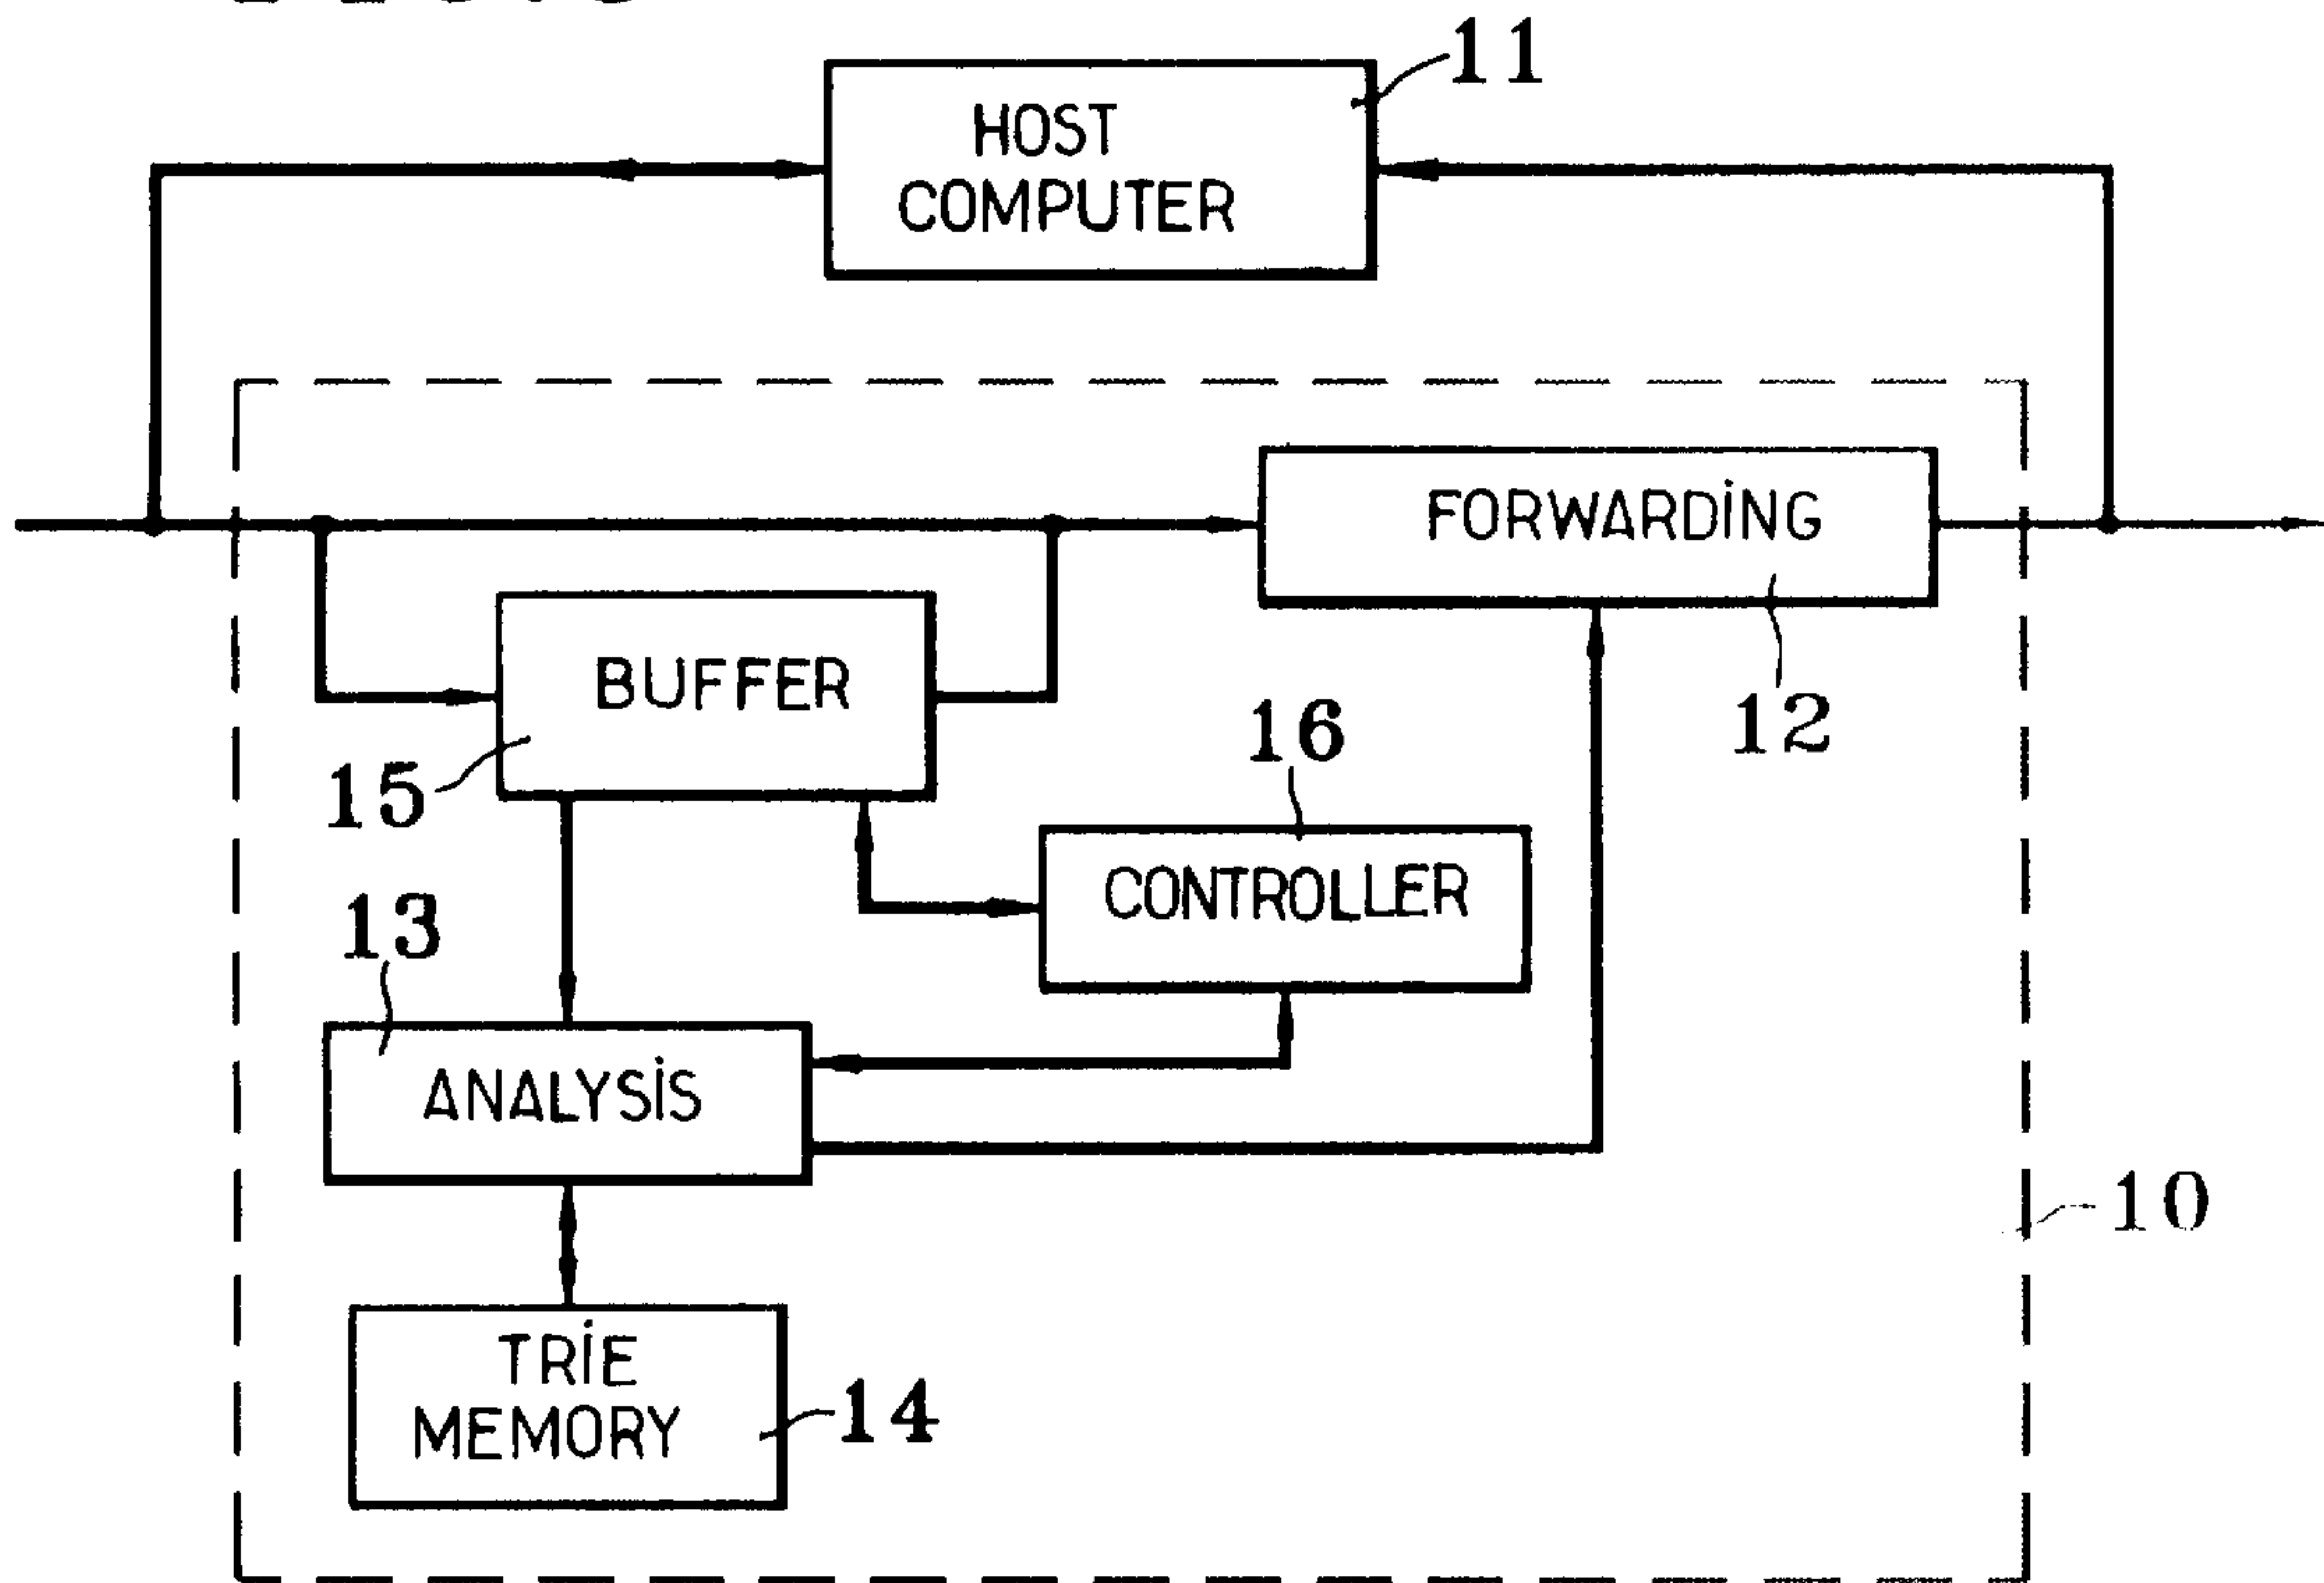 11
HOST
COMPUTER
FORWARDİNG
BUFFER
12
16
15
CONTROLLER
13
ANALYSİS
10
TRİE
MEMORY
14